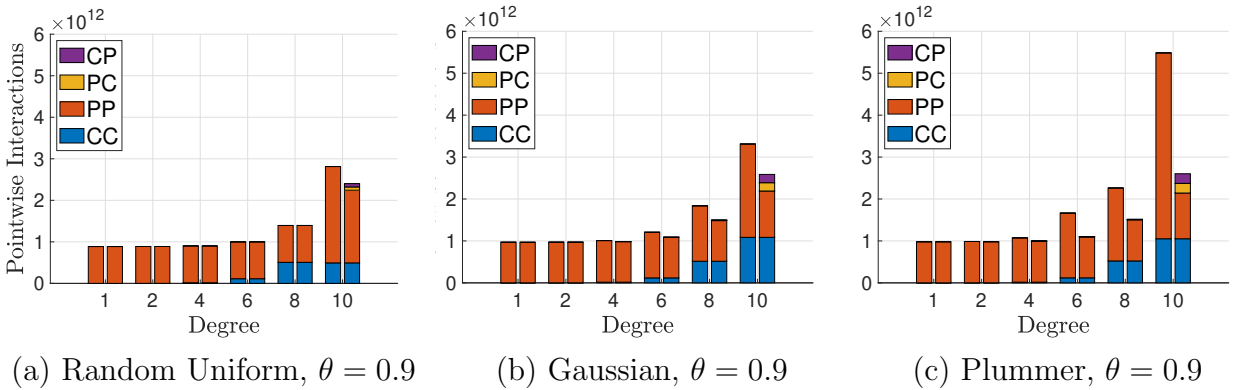 ×10^12
6
5
4
3
2
1
0
CP
PC
PP
CC
Pointwise Interactions
1 2 4 6 8 10
Degree
(a) Random Uniform, θ = 0.9
×10^12
6
5
4
3
2
1
0
CP
PC
PP
CC
1 2 4 6 8 10
Degree
(b) Gaussian, θ = 0.9
×10^12
6
5
4
3
2
1
0
CP
PC
PP
CC
1 2 4 6 8 10
Degree
(c) Plummer, θ = 0.9